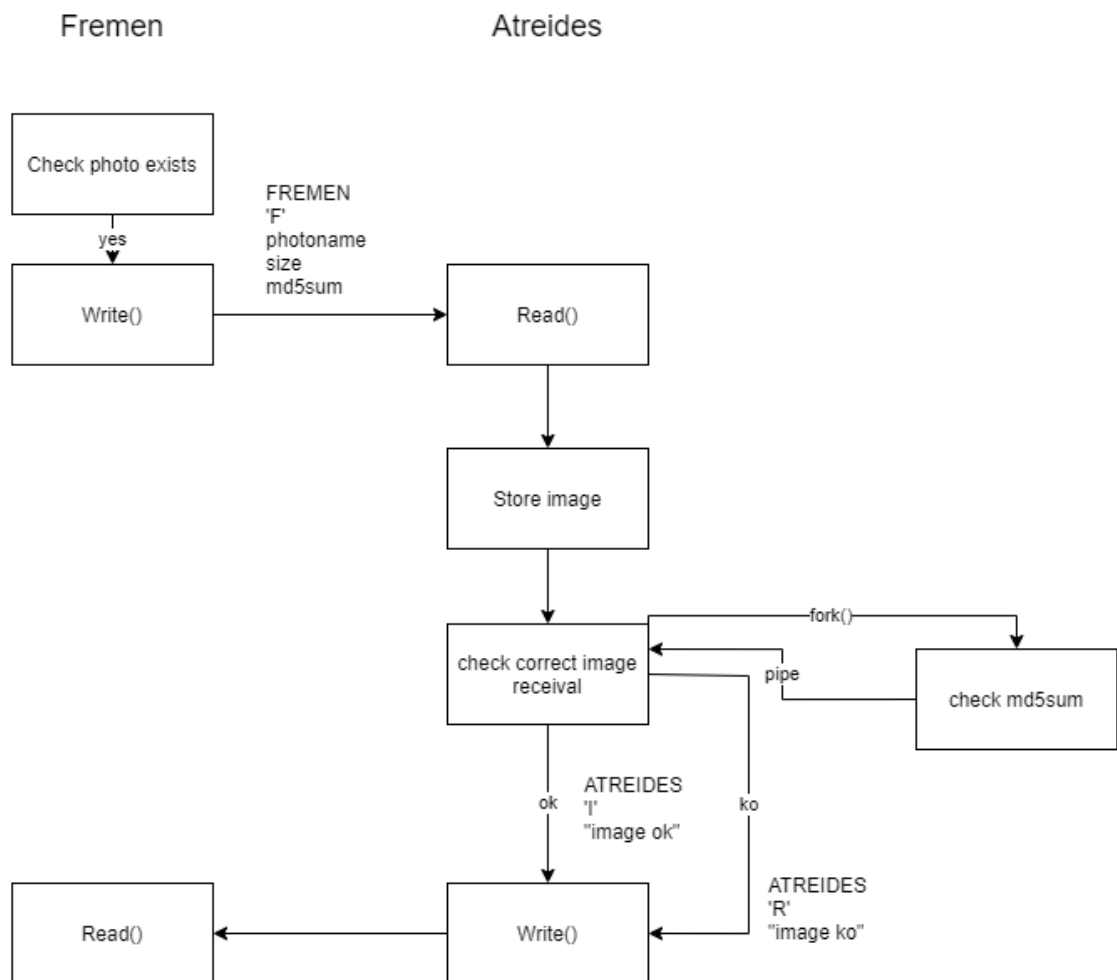 Fremen
Atreides
Check photo exists
yes
FREMEN
'F'
photoname
size
md5sum
Write()
Read()
Store image
fork()
check correct image
receival
pipe
check md5sum
ok
ATREIDES
'I'
"image ok"
ko
ATREIDES
'R'
"image ko"
Read()
Write()